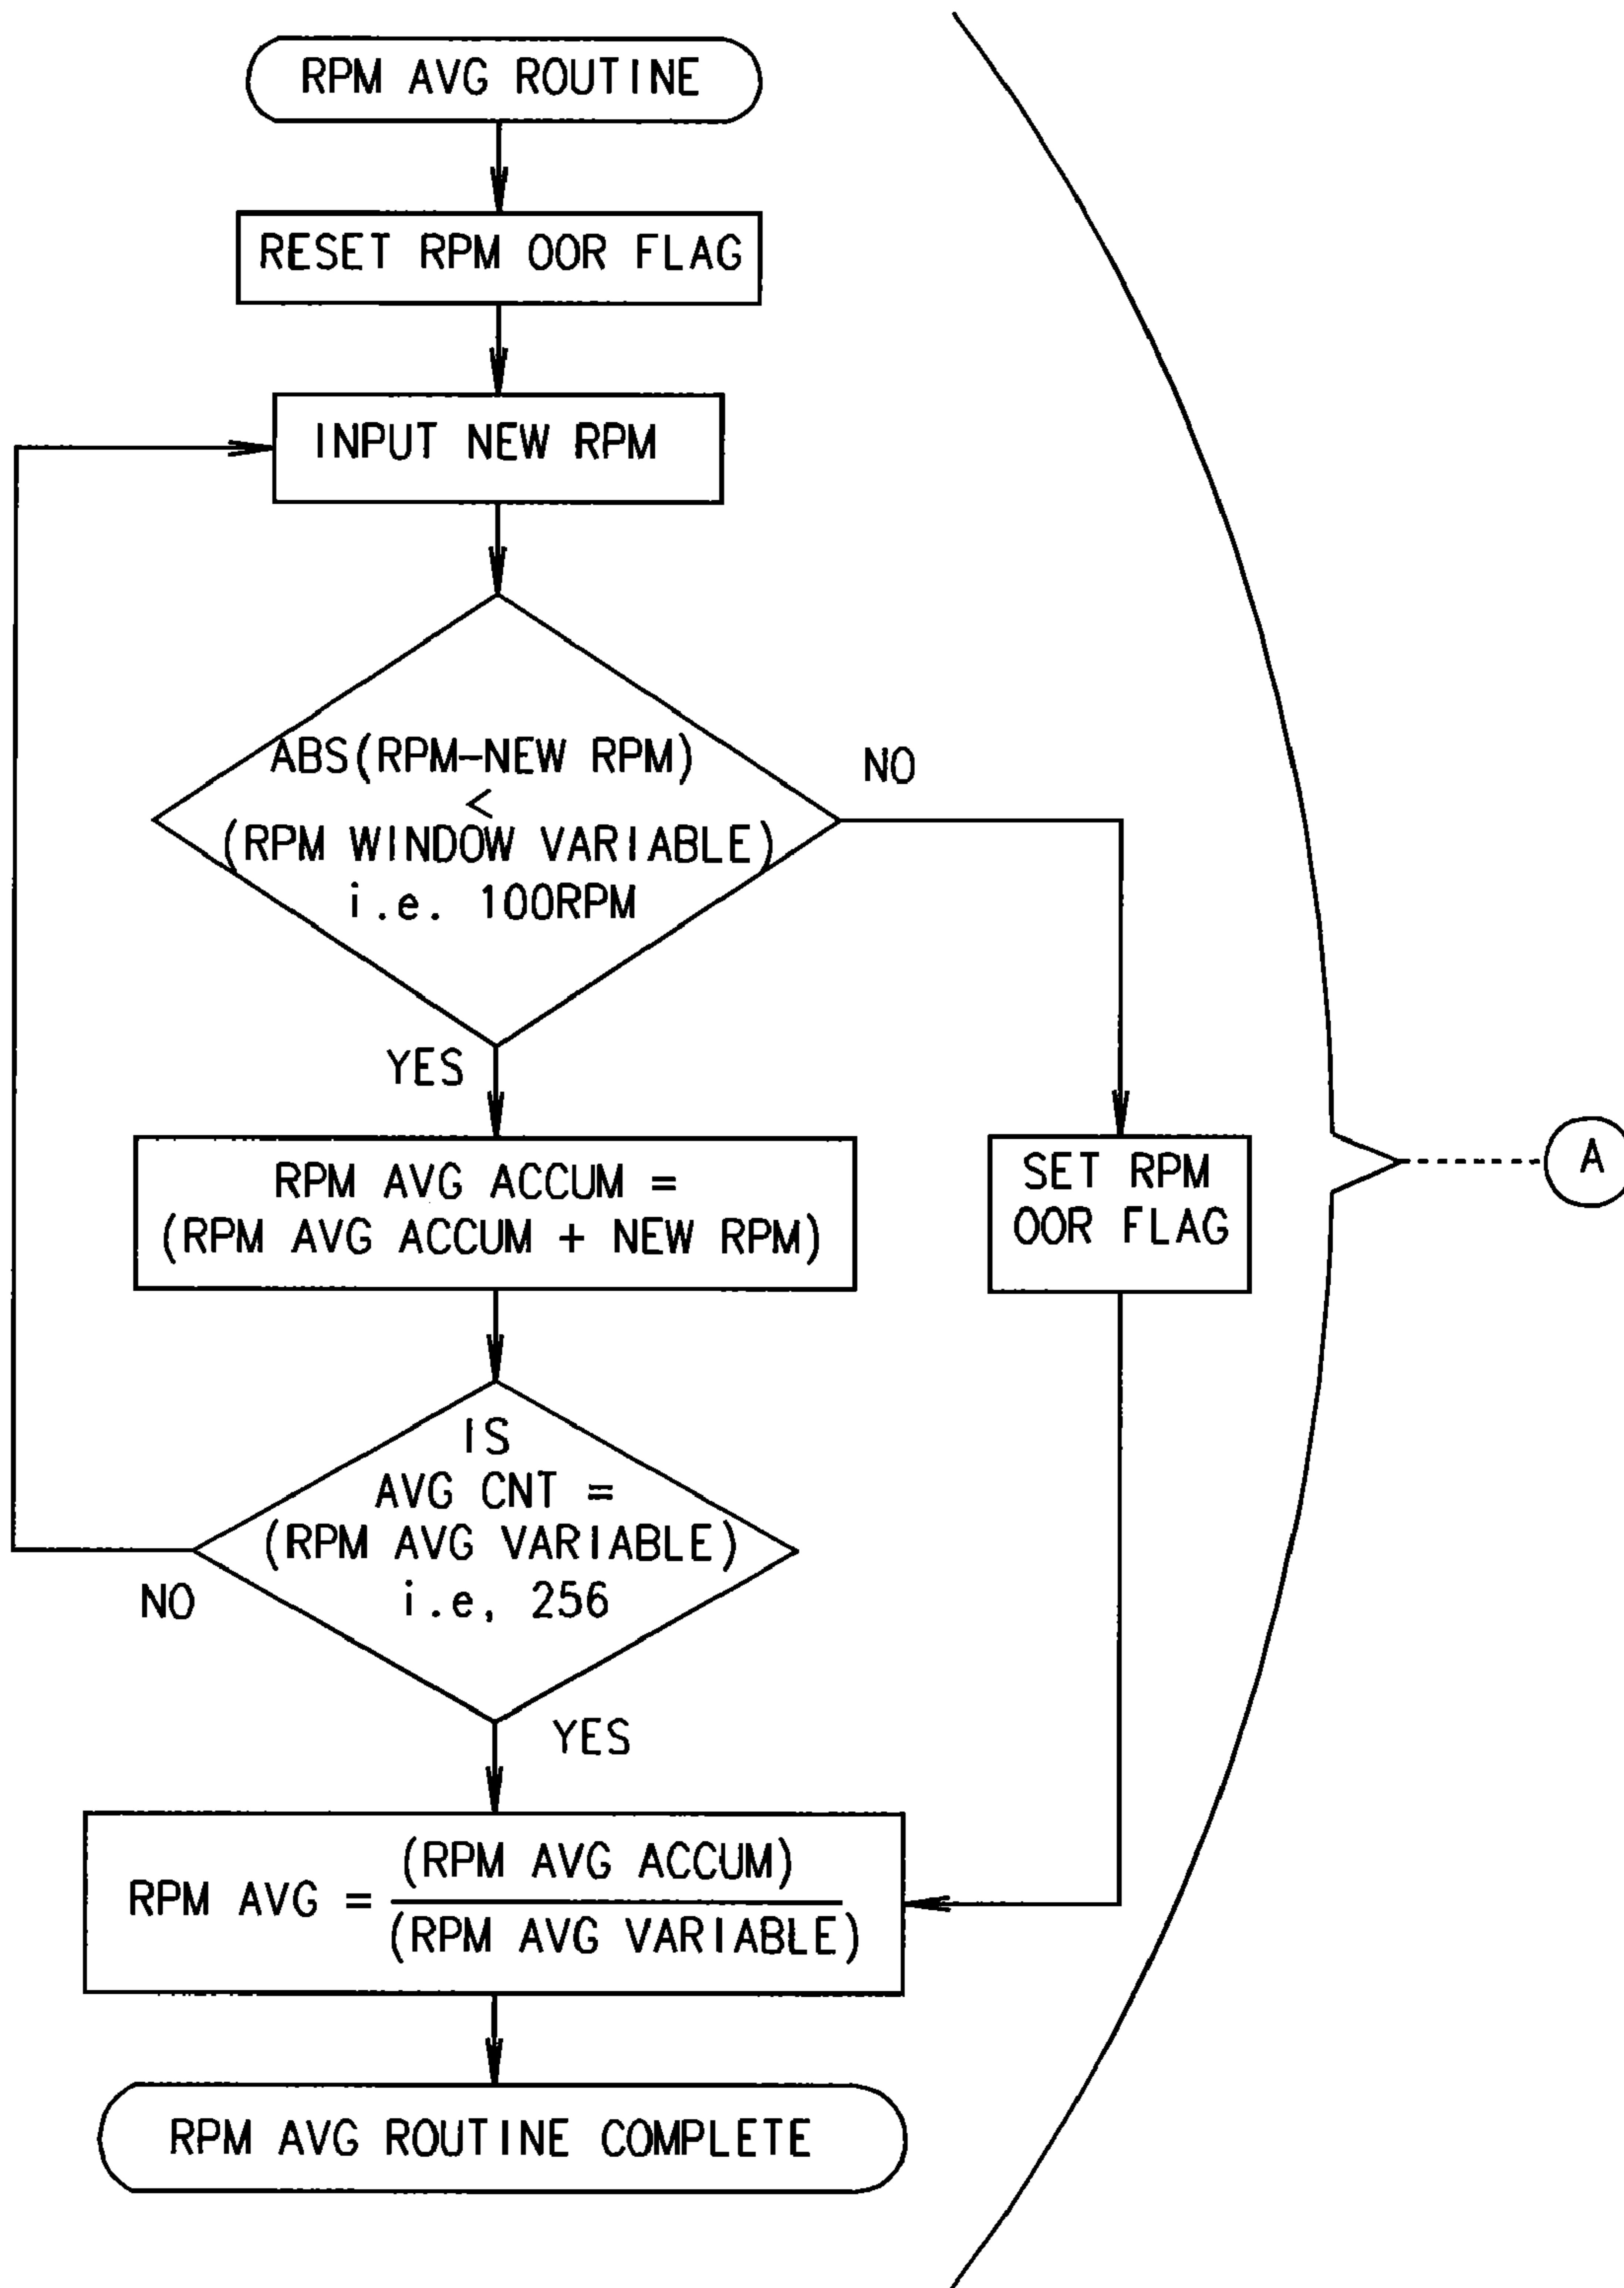 RPM AVG ROUTINE
RESET RPM OOR FLAG
INPUT NEW RPM
ABS(RPM-NEW RPM)
<
(RPM WINDOW VARIABLE)
i.e. 100RPM
NO
YES
RPM AVG ACCUM =
(RPM AVG ACCUM + NEW RPM)
SET RPM
OOR FLAG
A
IS
AVG CNT =
(RPM AVG VARIABLE)
i.e, 256
NO
YES
RPM AVG =
(RPM AVG ACCUM)
(RPM AVG VARIABLE)
RPM AVG ROUTINE COMPLETE